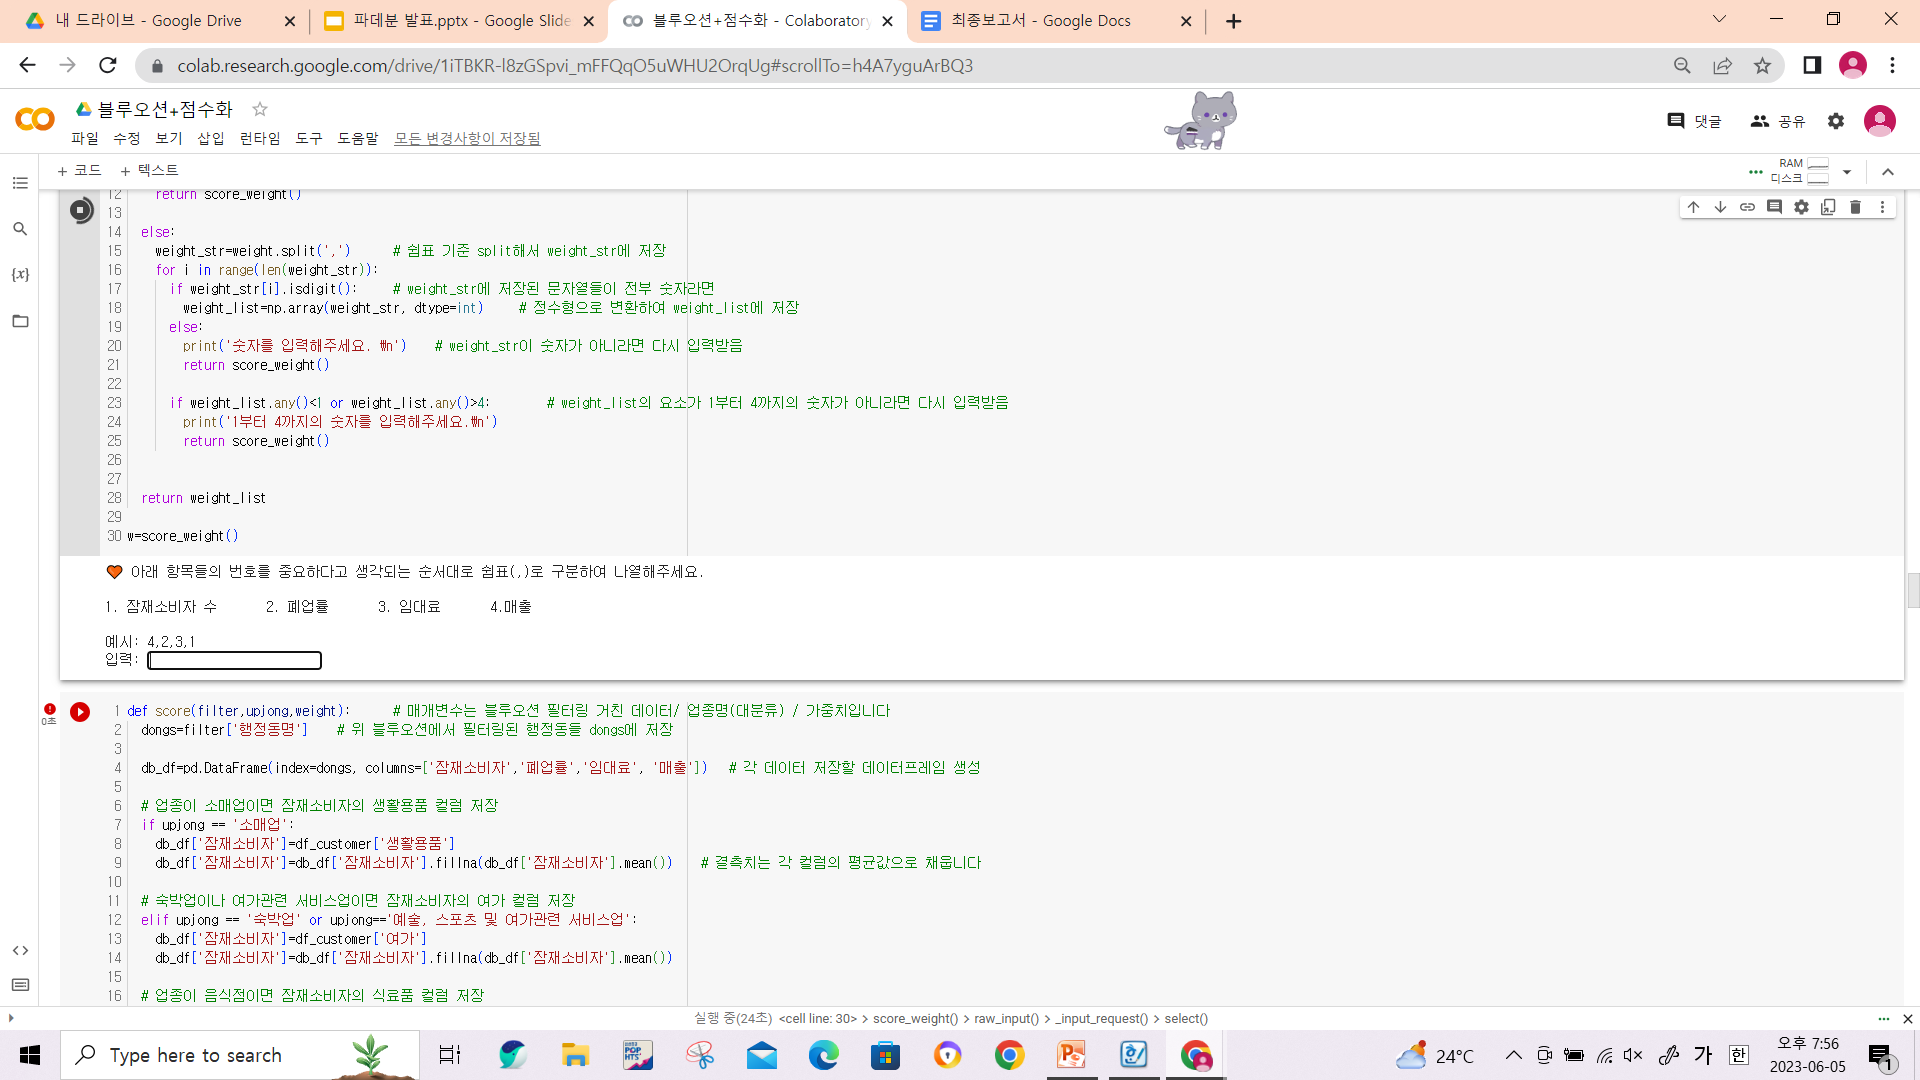 내 드라이브 - Google Drive
파데분 발표.pptx - Google Slide
블루오션+점수화 - Colaboratory
최종보고서 - Google Docs
colab.research.google.com/drive/1iTBKR-l8zGSpvi_mFFQqO5uWHU2OrqUg#scrollTo=h4A7yguArBQ3
CO 블루오션+점수화
파일 수정 보기 삽입 런타임 도구 도움말 모든 변경사항이 저장됨
댓글 공유
+ 코드 + 텍스트
RAM
디스크
12 return score_weight()
13
14 else:
15 weight_str=weight.split(',') # 쉼표 기준 split해서 weight_str에 저장
16 for i in range(len(weight_str)):
17 if weight_str[i].isdigit(): # weight_str에 저장된 문자열들이 전부 숫자라면
18 weight_list=np.array(weight_str, dtype=int) # 정수형으로 변환하여 weight_list에 저장
19 else:
20 print('숫자를 입력해주세요. ₩n') # weight_str이 숫자가 아니라면 다시 입력받음
21 return score_weight()
22
23 if weight_list.any()<1 or weight_list.any()>4: # weight_list의 요소가 1부터 4까지의 숫자가 아니라면 다시 입력받음
24 print('1부터 4까지의 숫자를 입력해주세요.₩n')
25 return score_weight()
26
27
28 return weight_list
29
30 w=score_weight()
🧡 아래 항목들의 번호를 중요하다고 생각되는 순서대로 쉼표(,)로 구분하여 나열해주세요.
1. 잠재소비자 수 2. 폐업률 3. 임대료 4.매출
예시: 4,2,3,1
입력:
0초
1 def score(filter,upjong,weight): # 매개변수는 블루오션 필터링 거친 데이터/ 업종명(대분류) / 가중치입니다
2 dongs=filter['행정동명'] # 위 블루오션에서 필터링된 행정동들 dongs에 저장
3
4 db_df=pd.DataFrame(index=dongs, columns=['잠재소비자','폐업률','임대료', '매출']) # 각 데이터 저장할 데이터프레임 생성
5
6 # 업종이 소매업이면 잠재소비자의 생활용품 컬럼 저장
7 if upjong == '소매업':
8 db_df['잠재소비자']=df_customer['생활용품']
9 db_df['잠재소비자']=db_df['잠재소비자'].fillna(db_df['잠재소비자'].mean()) # 결측치는 각 컬럼의 평균값으로 채웁니다
10
11 # 숙박업이나 여가관련 서비스업이면 잠재소비자의 여가 컬럼 저장
12 elif upjong == '숙박업' or upjong=='예술, 스포츠 및 여가관련 서비스업':
13 db_df['잠재소비자']=df_customer['여가']
14 db_df['잠재소비자']=db_df['잠재소비자'].fillna(db_df['잠재소비자'].mean())
15
16 # 업종이 음식점이면 잠재소비자의 식료품 컬럼 저장
실행 중(24초) <cell line: 30> > score_weight() > raw_input() > _input_request() > select()
Type here to search
24°C
가 한
오후 7:56
2023-06-05
1